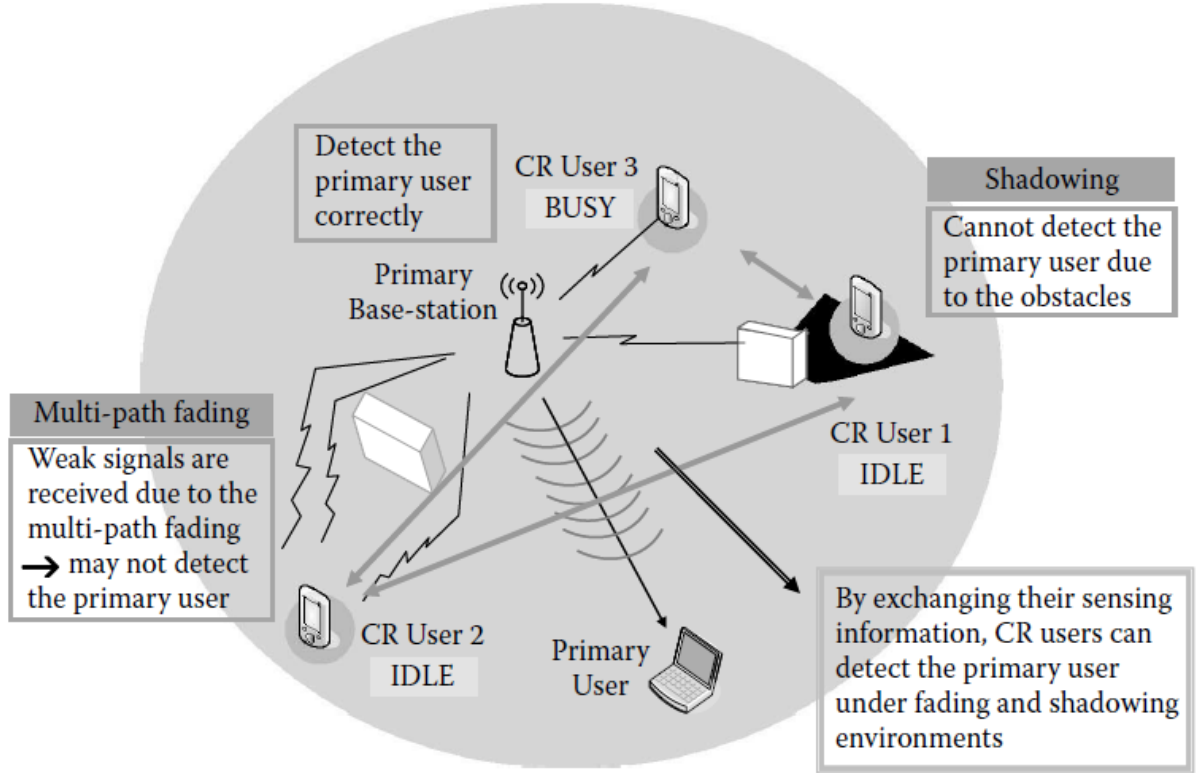 Detect the
primary user
correctly
CR User 3
BUSY
Shadowing
Cannot detect the
primary user due
to the obstacles
Primary
Base-station
Multi-path fading
Weak signals are
received due to the
multi-path fading
→ may not detect
the primary user
CR User 1
IDLE
CR User 2
IDLE
Primary
User
By exchanging their sensing
information, CR users can
detect the primary user
under fading and shadowing
environments